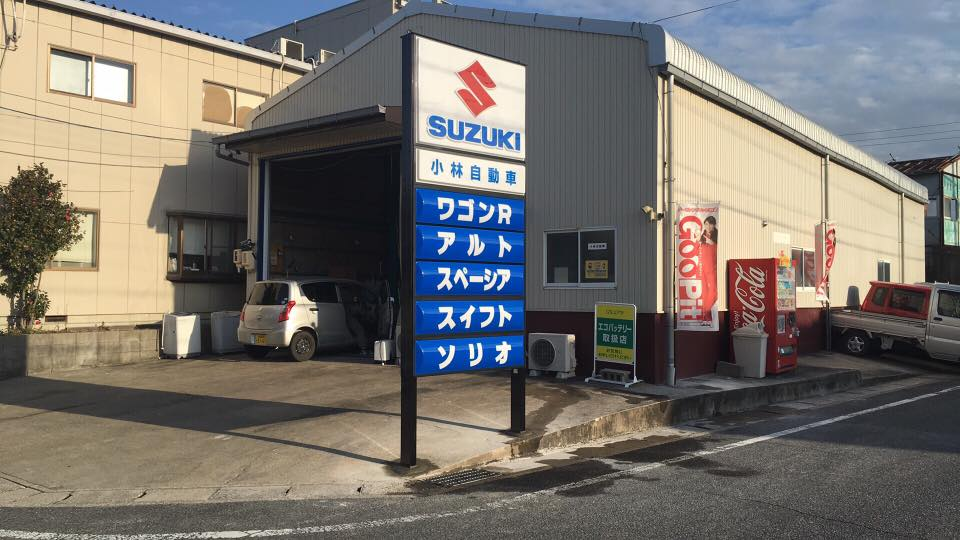 SUZUKI
小林自動車
ワゴンR
アルト
スペーシア
スイフト
ソリオ
エコバッテリー
取扱店
GooPit
ENJOY
Coca-Cola